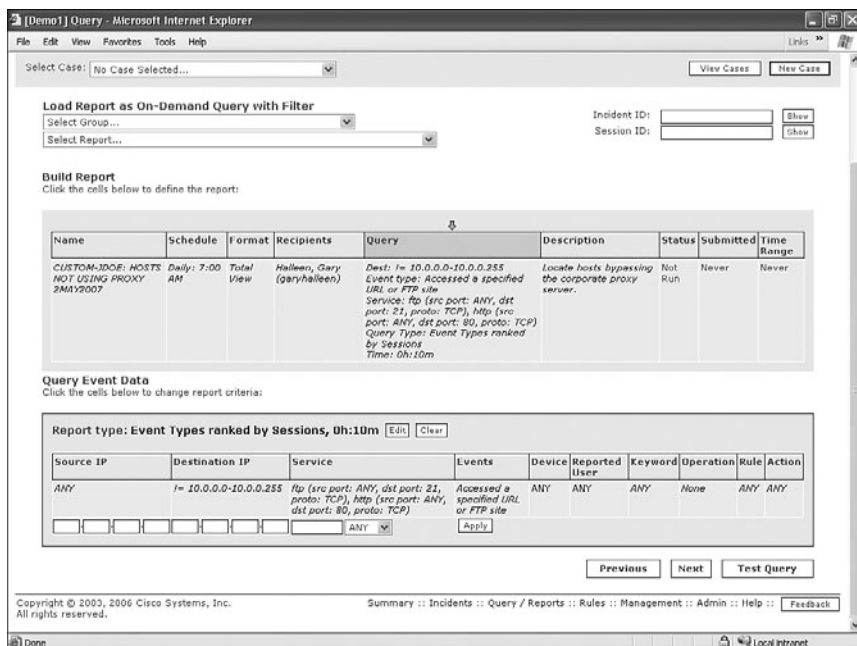 [Demo1] Query - Microsoft Internet Explorer
File Edit View Favorites Tools Help
Links »
Select Case: No Case Selected...
View Cases New Case
Load Report as On-Demand Query with Filter
Select Group...
Select Report...
Incident ID: Show
Session ID: Show
Build Report
Click the cells below to define the report:
Name Schedule Format Recipients Query Description Status Submitted Time Range
CUSTOM-JDOE: HOSTS NOT USING PROXY 2MAY2007
Daily: 7:00 AM
Total View
Halleen, Gary (garyhalleen)
Dest: != 10.0.0.0-10.0.0.255
Event type: Accessed a specified
URL or FTP site
Service: ftp (src port: ANY, dst
port: 21, proto: TCP), http (src
port: ANY, dst port: 80, proto: TCP)
Query Type: Event Types ranked
by Sessions
Time: 0h:10m
Locate hosts bypassing
the corporate proxy
server.
Not Run
Never
Never
Query Event Data
Click the cells below to change report criteria:
Report type: Event Types ranked by Sessions, 0h:10m Edit Clear
Source IP Destination IP Service Events Device Reported User Keyword Operation Rule Action
ANY
!= 10.0.0.0-10.0.0.255
ftp (src port: ANY, dst port: 21,
proto: TCP), http (src port: ANY,
dst port: 80, proto: TCP)
Accessed a
specified URL
or FTP site
ANY ANY ANY None ANY ANY
ANY
Apply
Previous Next Test Query
Copyright © 2003, 2006 Cisco Systems, Inc.
All rights reserved.
Summary :: Incidents :: Query / Reports :: Rules :: Management :: Admin :: Help :: Feedback
Done
Local intranet